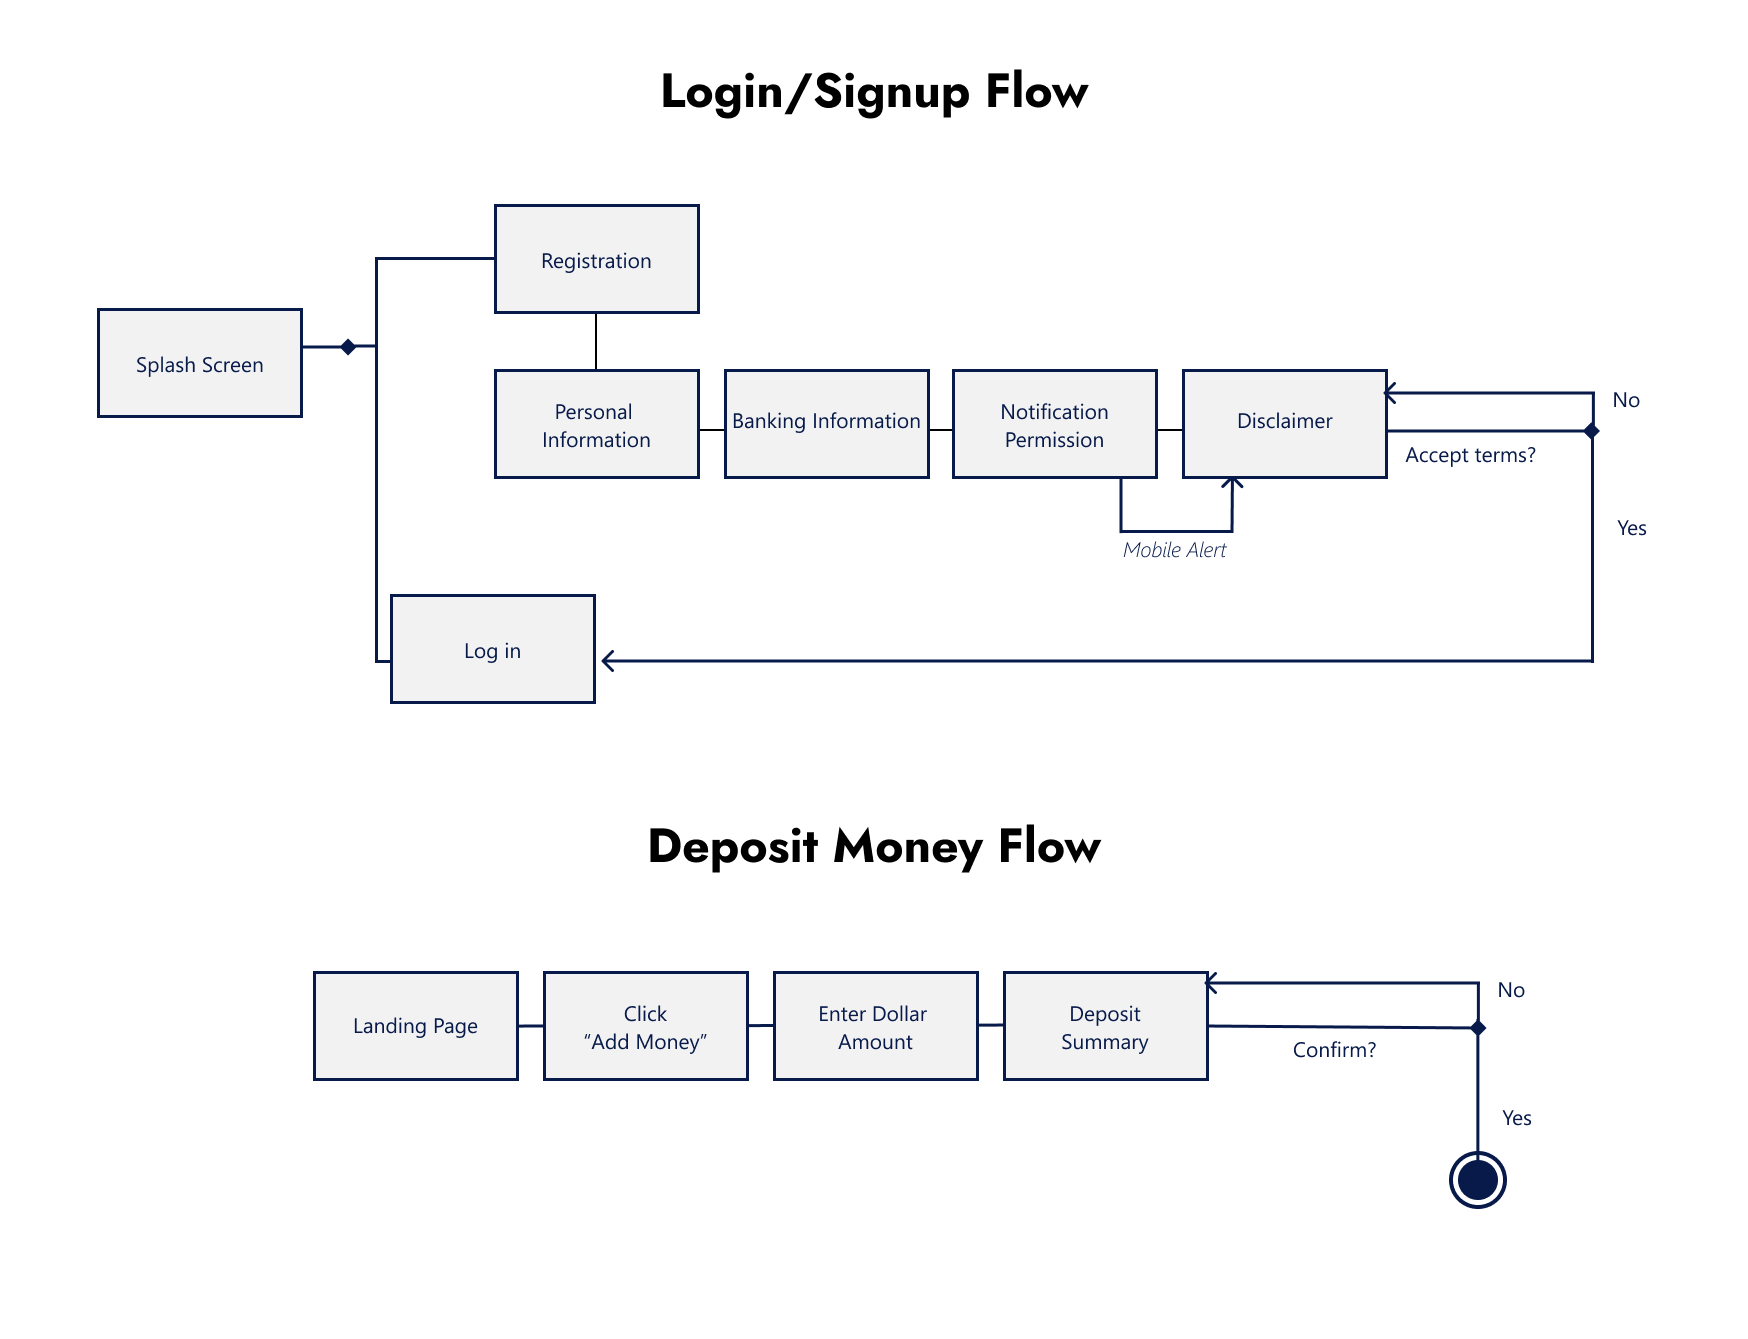 Login/Signup Flow
Registration
Splash Screen
Personal
Information
Banking Information
Notification
Permission
Disclaimer
No
Accept terms?
Yes
Mobile Alert
Log in
Deposit Money Flow
Landing Page
Click
“Add Money”
Enter Dollar
Amount
Deposit
Summary
No
Confirm?
Yes